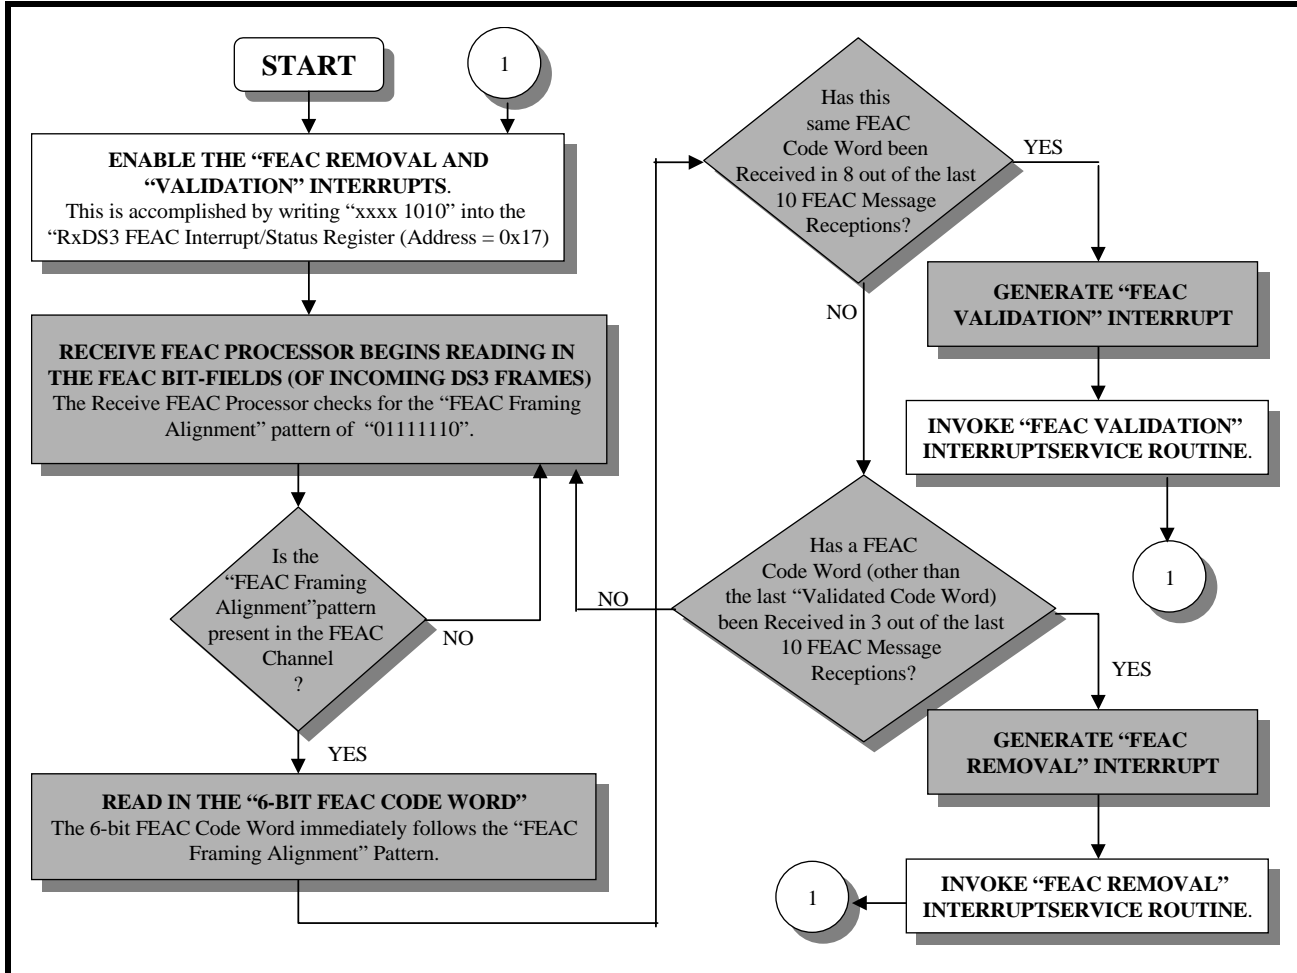 START
1
ENABLE THE “FEAC REMOVAL AND
“VALIDATION” INTERRUPTS.
This is accomplished by writing “xxxx 1010” into the
“RxDS3 FEAC Interrupt/Status Register (Address = 0x17)
RECEIVE FEAC PROCESSOR BEGINS READING IN
THE FEAC BIT-FIELDS (OF INCOMING DS3 FRAMES)
The Receive FEAC Processor checks for the “FEAC Framing
Alignment” pattern of “01111110”.
Is the
“FEAC Framing
Alignment”pattern
present in the FEAC
Channel
?
NO
YES
READ IN THE “6-BIT FEAC CODE WORD”
The 6-bit FEAC Code Word immediately follows the “FEAC
Framing Alignment” Pattern.
Has this
same FEAC
Code Word been
Received in 8 out of the last
10 FEAC Message
Receptions?
YES
NO
GENERATE “FEAC
VALIDATION” INTERRUPT
INVOKE “FEAC VALIDATION”
INTERRUPTSERVICE ROUTINE.
1
Has a FEAC
Code Word (other than
the last “Validated Code Word)
been Received in 3 out of the last
10 FEAC Message
Receptions?
NO
YES
GENERATE “FEAC
REMOVAL” INTERRUPT
INVOKE “FEAC REMOVAL”
INTERRUPTSERVICE ROUTINE.
1